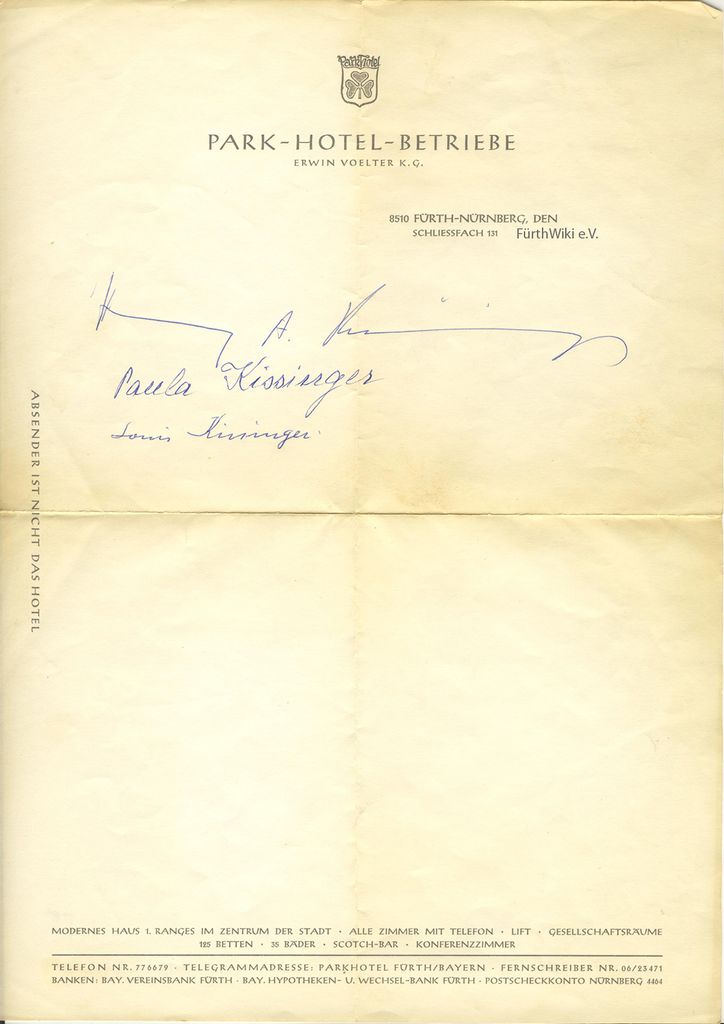 ParkHotel
PARK-HOTEL-BETRIEBE
ERWIN VOELTER K.G.
8510 FÜRTH-NÜRNBERG, DEN
SCHLIESSFACH 131 FürthWiki e.V.
Henry A. Kissinger
Paula Kissinger
Louis Kissinger
ABSENDER IST NICHT DAS HOTEL
MODERNES HAUS 1. RANGES IM ZENTRUM DER STADT · ALLE ZIMMER MIT TELEFON · LIFT · GESELLSCHAFTSRÄUME
125 BETTEN · 35 BÄDER · SCOTCH-BAR · KONFERENZZIMMER
TELEFON NR. 776679 · TELEGRAMMADRESSE: PARKHOTEL FÜRTH/BAYERN · FERNSCHREIBER NR. 06/23471
BANKEN: BAY. VEREINSBANK FÜRTH · BAY. HYPOTHEKEN- U. WECHSEL-BANK FÜRTH · POSTSCHECKKONTO NÜRNBERG 4464